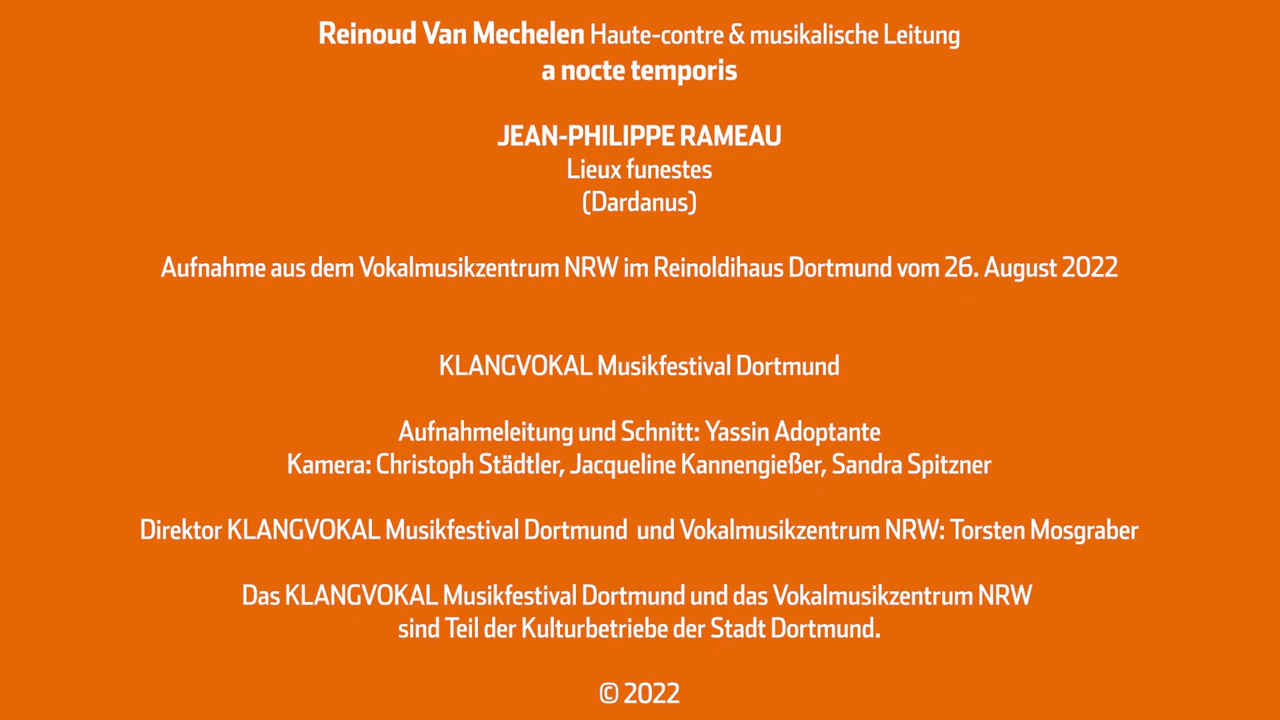 Reinoud Van Mechelen Haute-contre & musikalische Leitung
a nocte temporis
JEAN-PHILIPPE RAMEAU
Lieux funestes
(Dardanus)
Aufnahme aus dem Vokalmusikzentrum NRW im Reinoldihaus Dortmund vom 26. August 2022
KLANGVOKAL Musikfestival Dortmund
Aufnahmeleitung und Schnitt: Yassin Adoptante
Kamera: Christoph Städtler, Jacqueline Kannengießer, Sandra Spitzner
Direktor KLANGVOKAL Musikfestival Dortmund  und Vokalmusikzentrum NRW: Torsten Mosgraber
Das KLANGVOKAL Musikfestival Dortmund und das Vokalmusikzentrum NRW
sind Teil der Kulturbetriebe der Stadt Dortmund.
© 2022